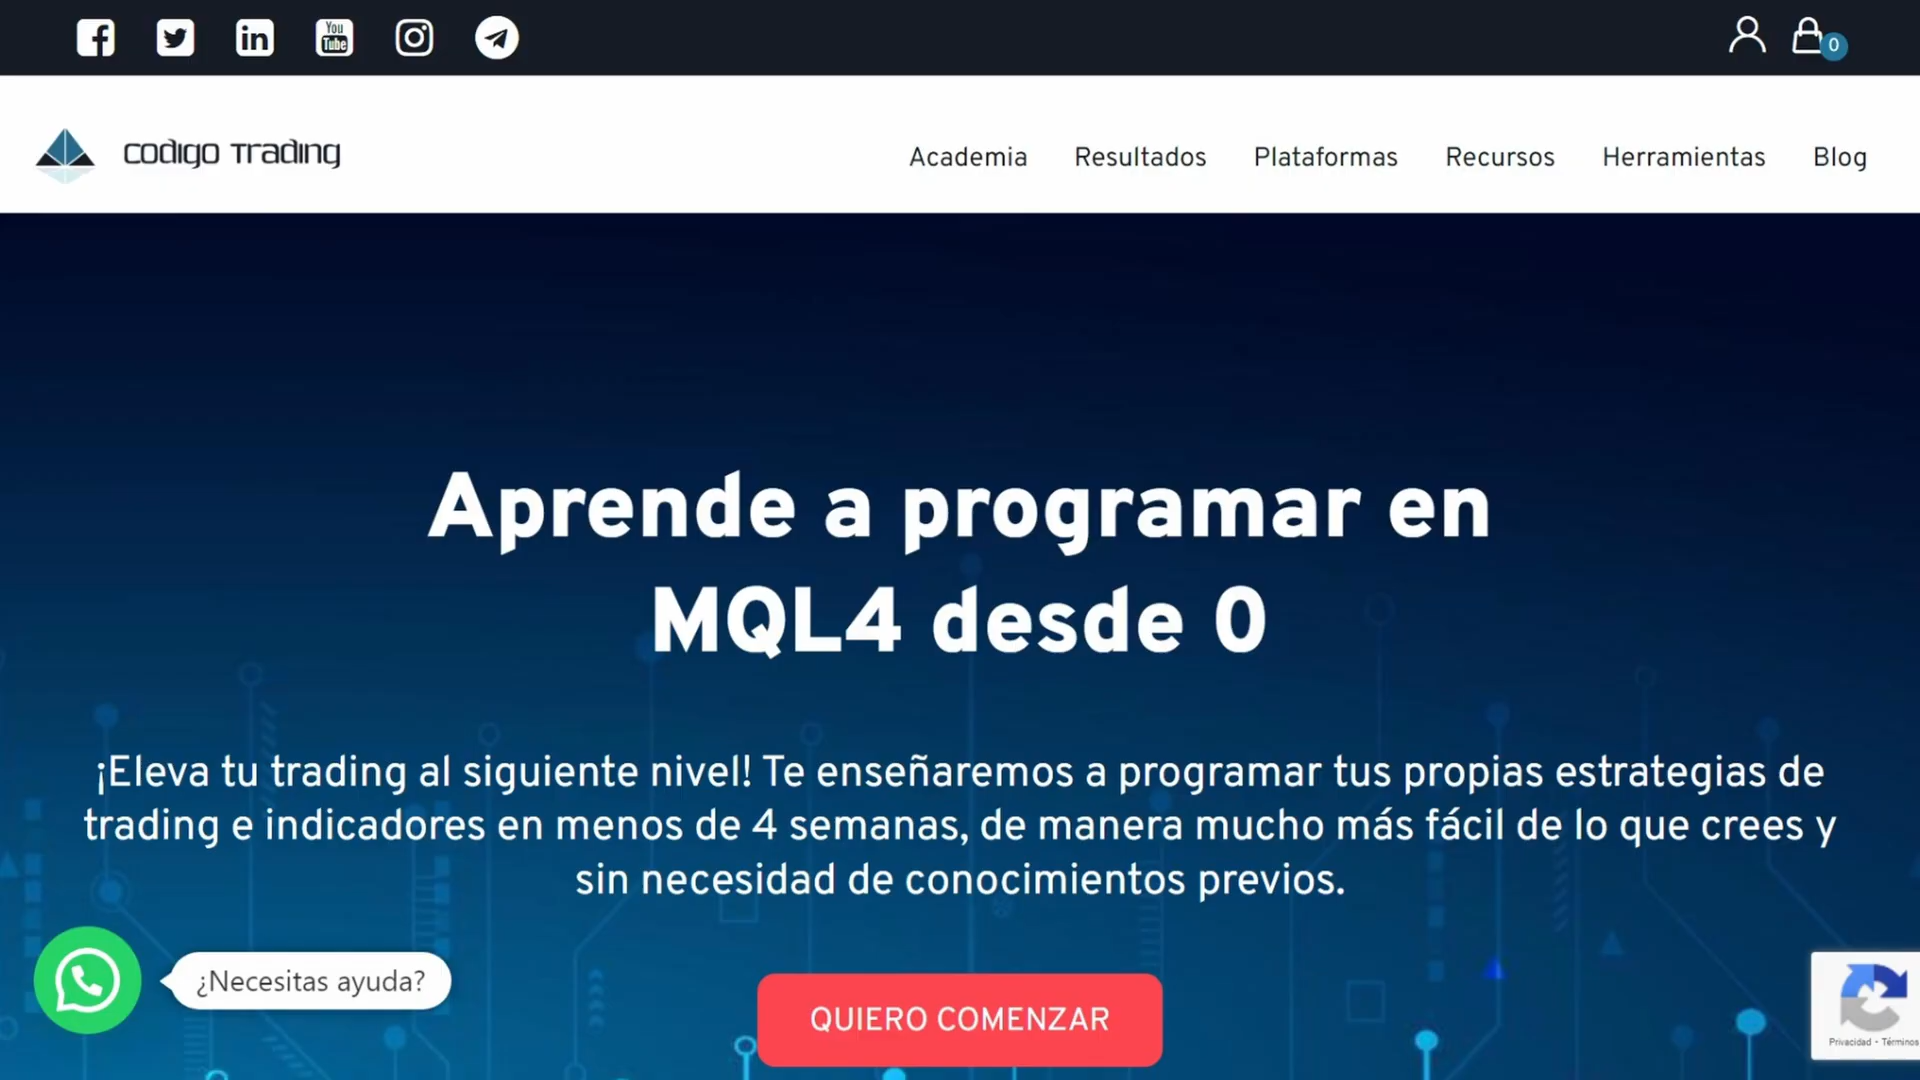 You
Tube
0
codigo Trading
Academia
Resultados
Plataformas
Recursos
Herramientas
Blog
Aprende a programar en
MQL4 desde 0
¡Eleva tu trading al siguiente nivel! Te enseñaremos a programar tus propias estrategias de
trading e indicadores en menos de 4 semanas, de manera mucho más fácil de lo que crees y
sin necesidad de conocimientos previos.
¿Necesitas ayuda?
QUIERO COMENZAR
Privacidad - Términos